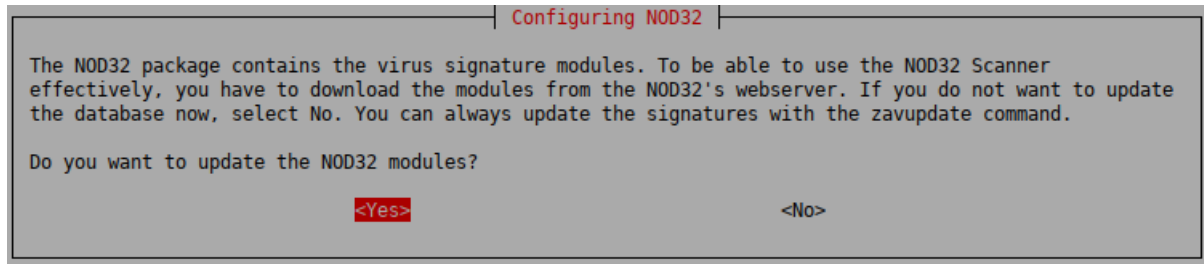 Configuring NOD32
The NOD32 package contains the virus signature modules. To be able to use the NOD32 Scanner
effectively, you have to download the modules from the NOD32's webserver. If you do not want to update
the database now, select No. You can always update the signatures with the zavupdate command.
Do you want to update the NOD32 modules?
<Yes> <No>